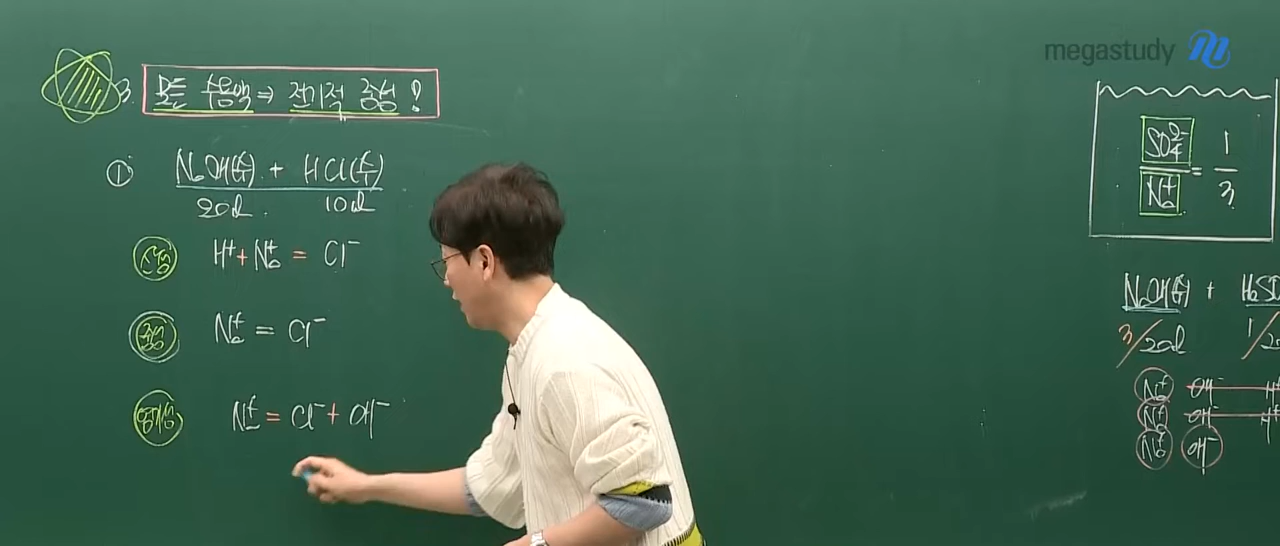 megastudy
3. 모든 수용액 ⇒ 전기적 중성 !
① NaOH(aq) + HCl(aq)
20ml 10ml
산성 H⁺ + Na⁺ = Cl⁻
중성 Na⁺ = Cl⁻
염기성 Na⁺ = Cl⁻ + OH⁻
SO₄²⁻ / Na⁺ = 1 / 3
NaOH(aq) +
3/20ml
Na⁺ OH⁻ H⁺
Na⁺ OH⁻ H⁺
Na⁺ OH⁻